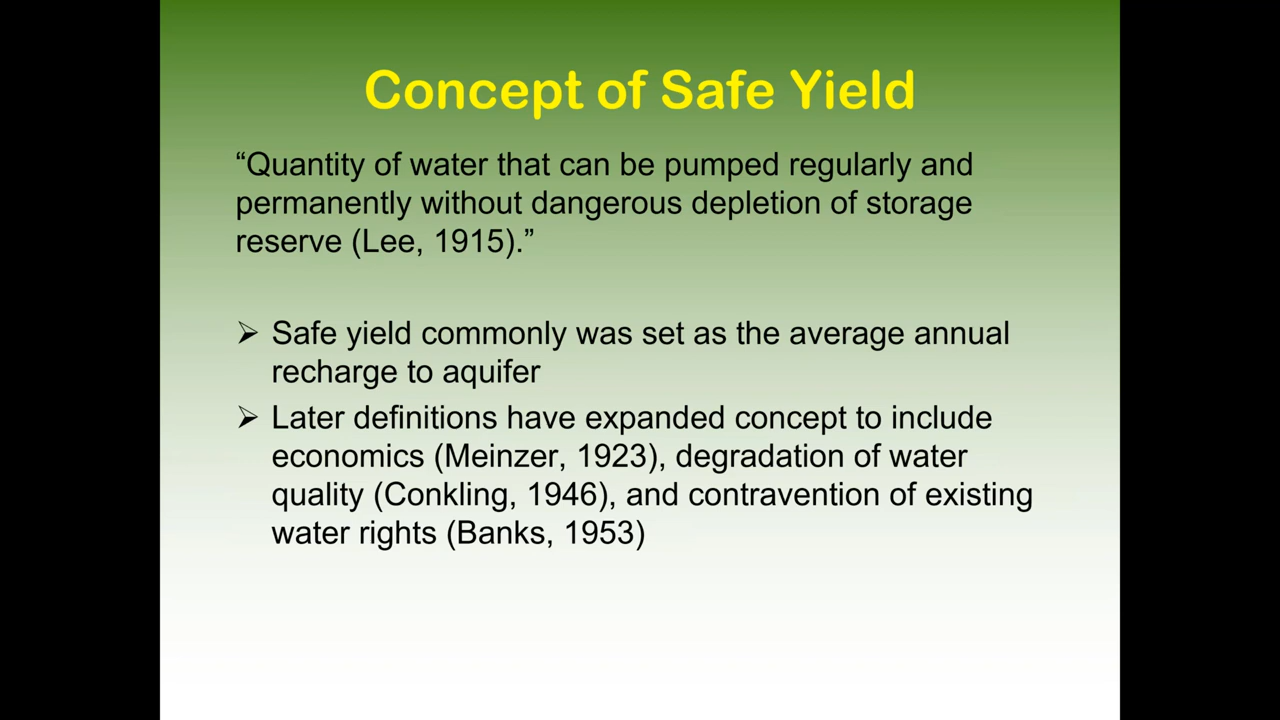 Concept of Safe Yield
“Quantity of water that can be pumped regularly and
permanently without dangerous depletion of storage
reserve (Lee, 1915).”
➢ Safe yield commonly was set as the average annual
recharge to aquifer
➢ Later definitions have expanded concept to include
economics (Meinzer, 1923), degradation of water
quality (Conkling, 1946), and contravention of existing
water rights (Banks, 1953)